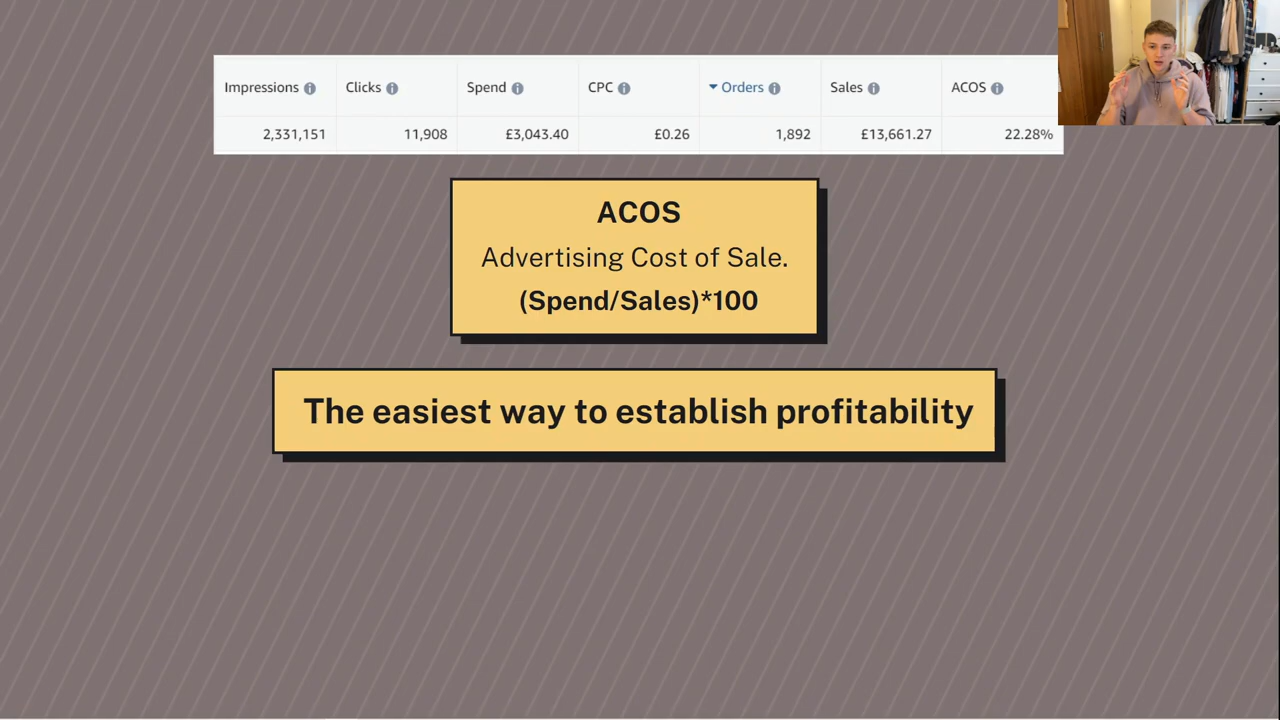 Impressions Clicks Spend CPC Orders Sales ACOS
2,331,151 11,908 £3,043.40 £0.26 1,892 £13,661.27 22.28%
ACOS
Advertising Cost of Sale.
(Spend/Sales)*100
The easiest way to establish profitability